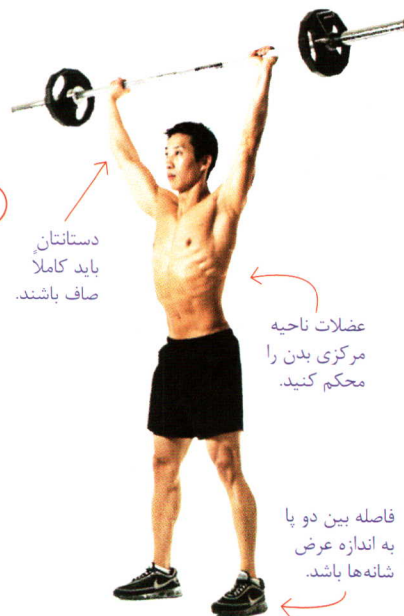 دستانتان
باید کاملاً
صاف باشند.
عضلات ناحیه
مرکزی بدن را
محکم کنید.
فاصله بین دو پا
به اندازه عرض
شانه‌ها باشد.